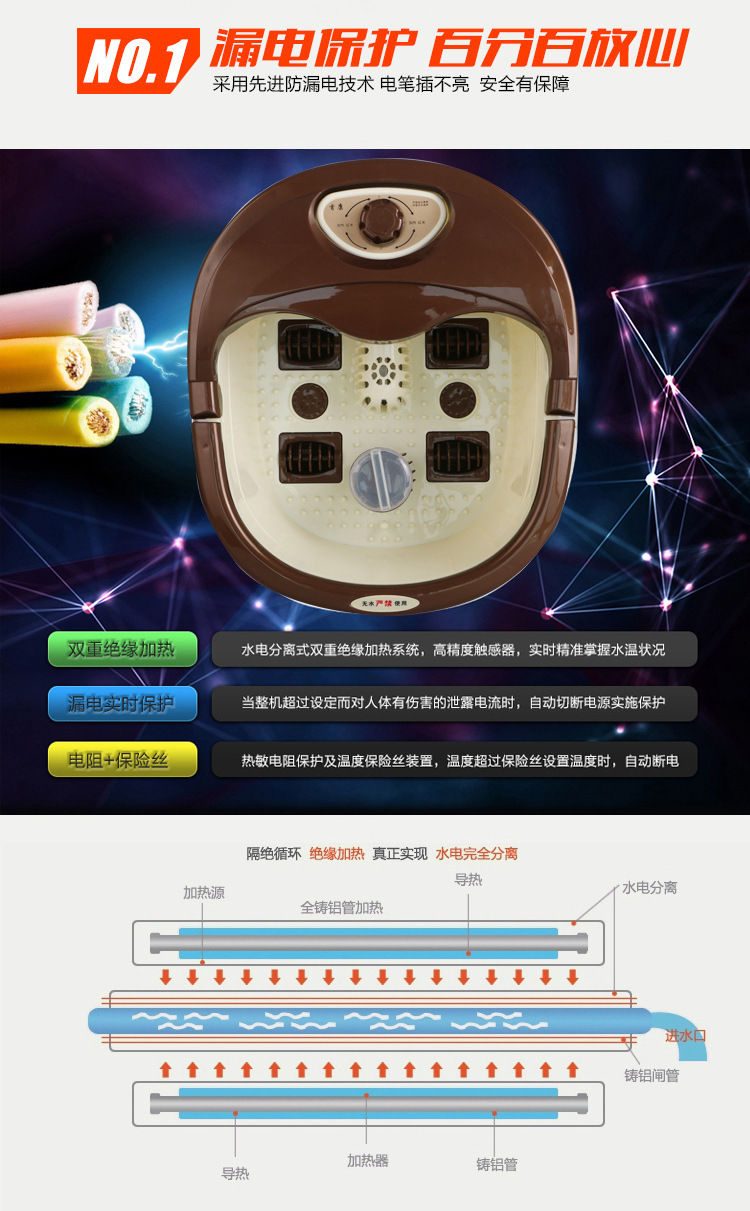 NO.1
漏电保护 百分百放心
采用先进防漏电技术 电笔插不亮 安全有保障
无水严禁使用
双重绝缘加热
水电分离式双重绝缘加热系统，高精度触感器，实时精准掌握水温状况
漏电实时保护
当整机超过设定而对人体有伤害的泄露电流时，自动切断电源实施保护
电阻+保险丝
热敏电阻保护及温度保险丝装置，温度超过保险丝设置温度时，自动断电
隔绝循环 绝缘加热 真正实现 水电完全分离
加热源
全铸铝管加热
导热
水电分离
进水口
铸铝闸管
导热
加热器
铸铝管